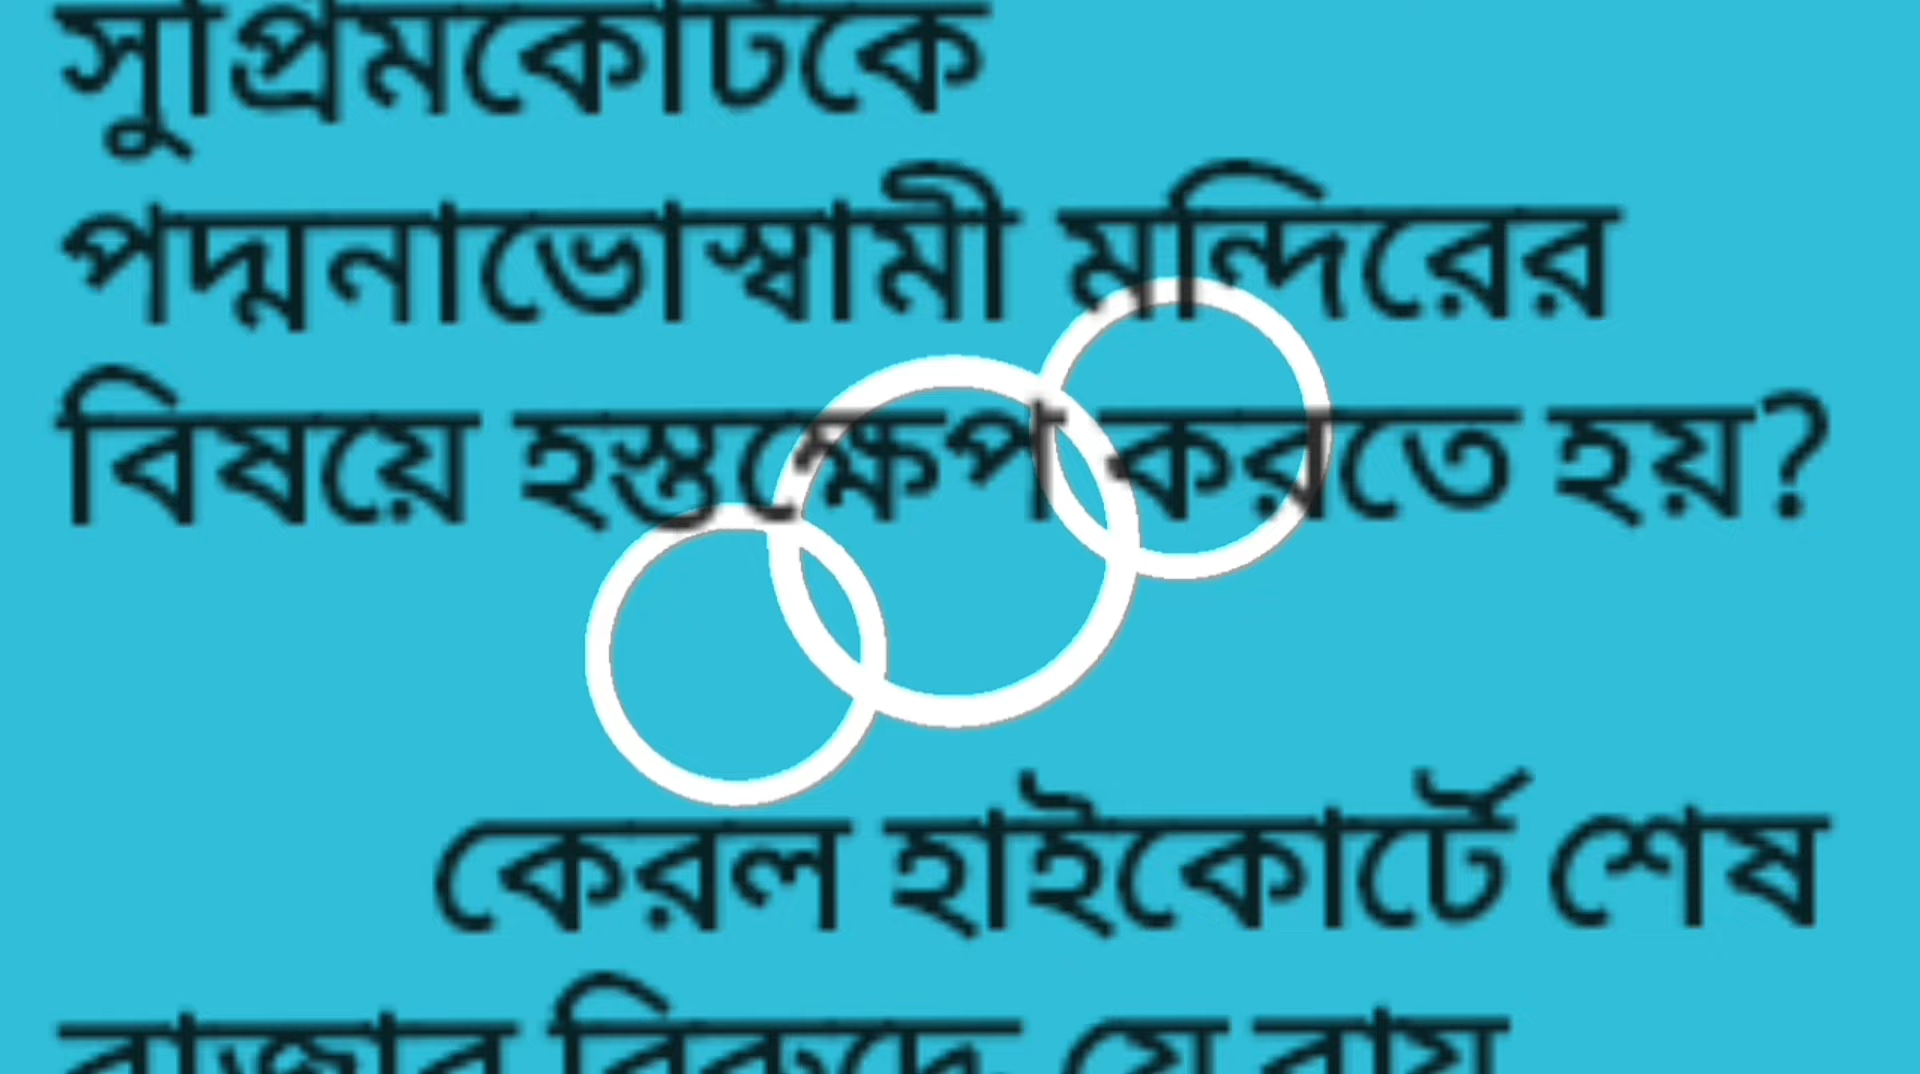 সুপ্রিমকোর্টকে
পদ্মনাভোস্বামী মন্দিরের
বিষয়ে হস্তক্ষেপ করতে হয়?
কেরল হাইকোর্টে শেষ
রাজার বিরুদ্ধে যে রায়